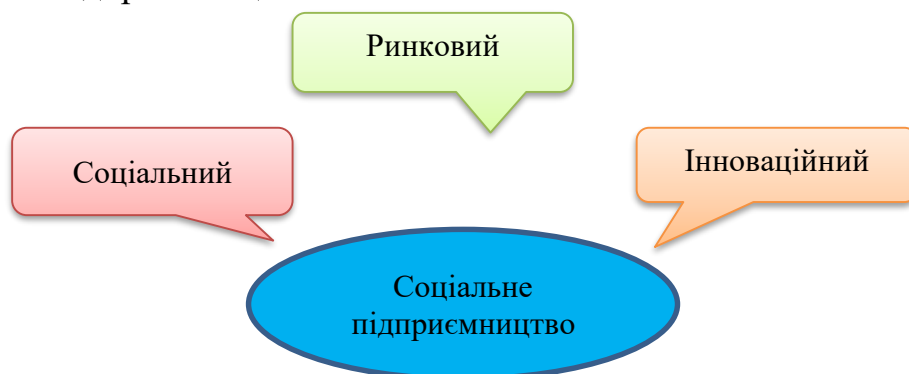 Ринковий
Соціальний
Інноваційний
Соціальне
підприємництво